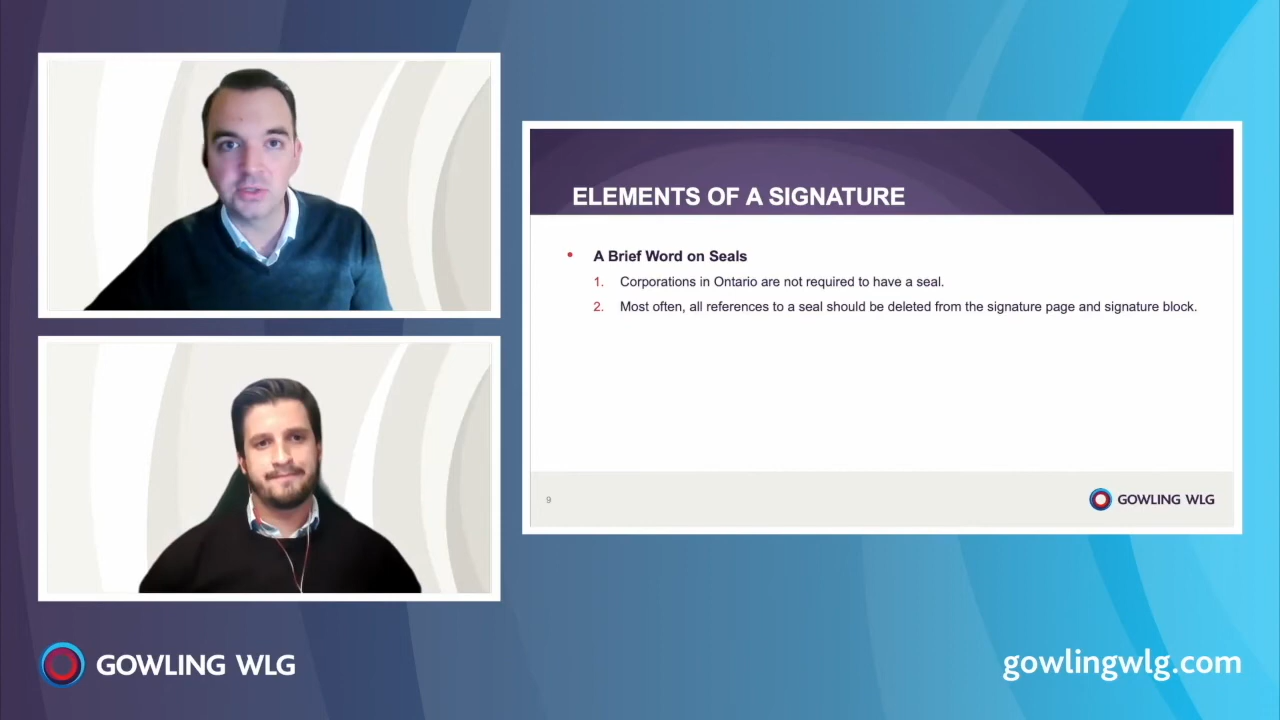 ELEMENTS OF A SIGNATURE
• A Brief Word on Seals
1. Corporations in Ontario are not required to have a seal.
2. Most often, all references to a seal should be deleted from the signature page and signature block.
9
GOWLING WLG
GOWLING WLG
gowlingwlg.com